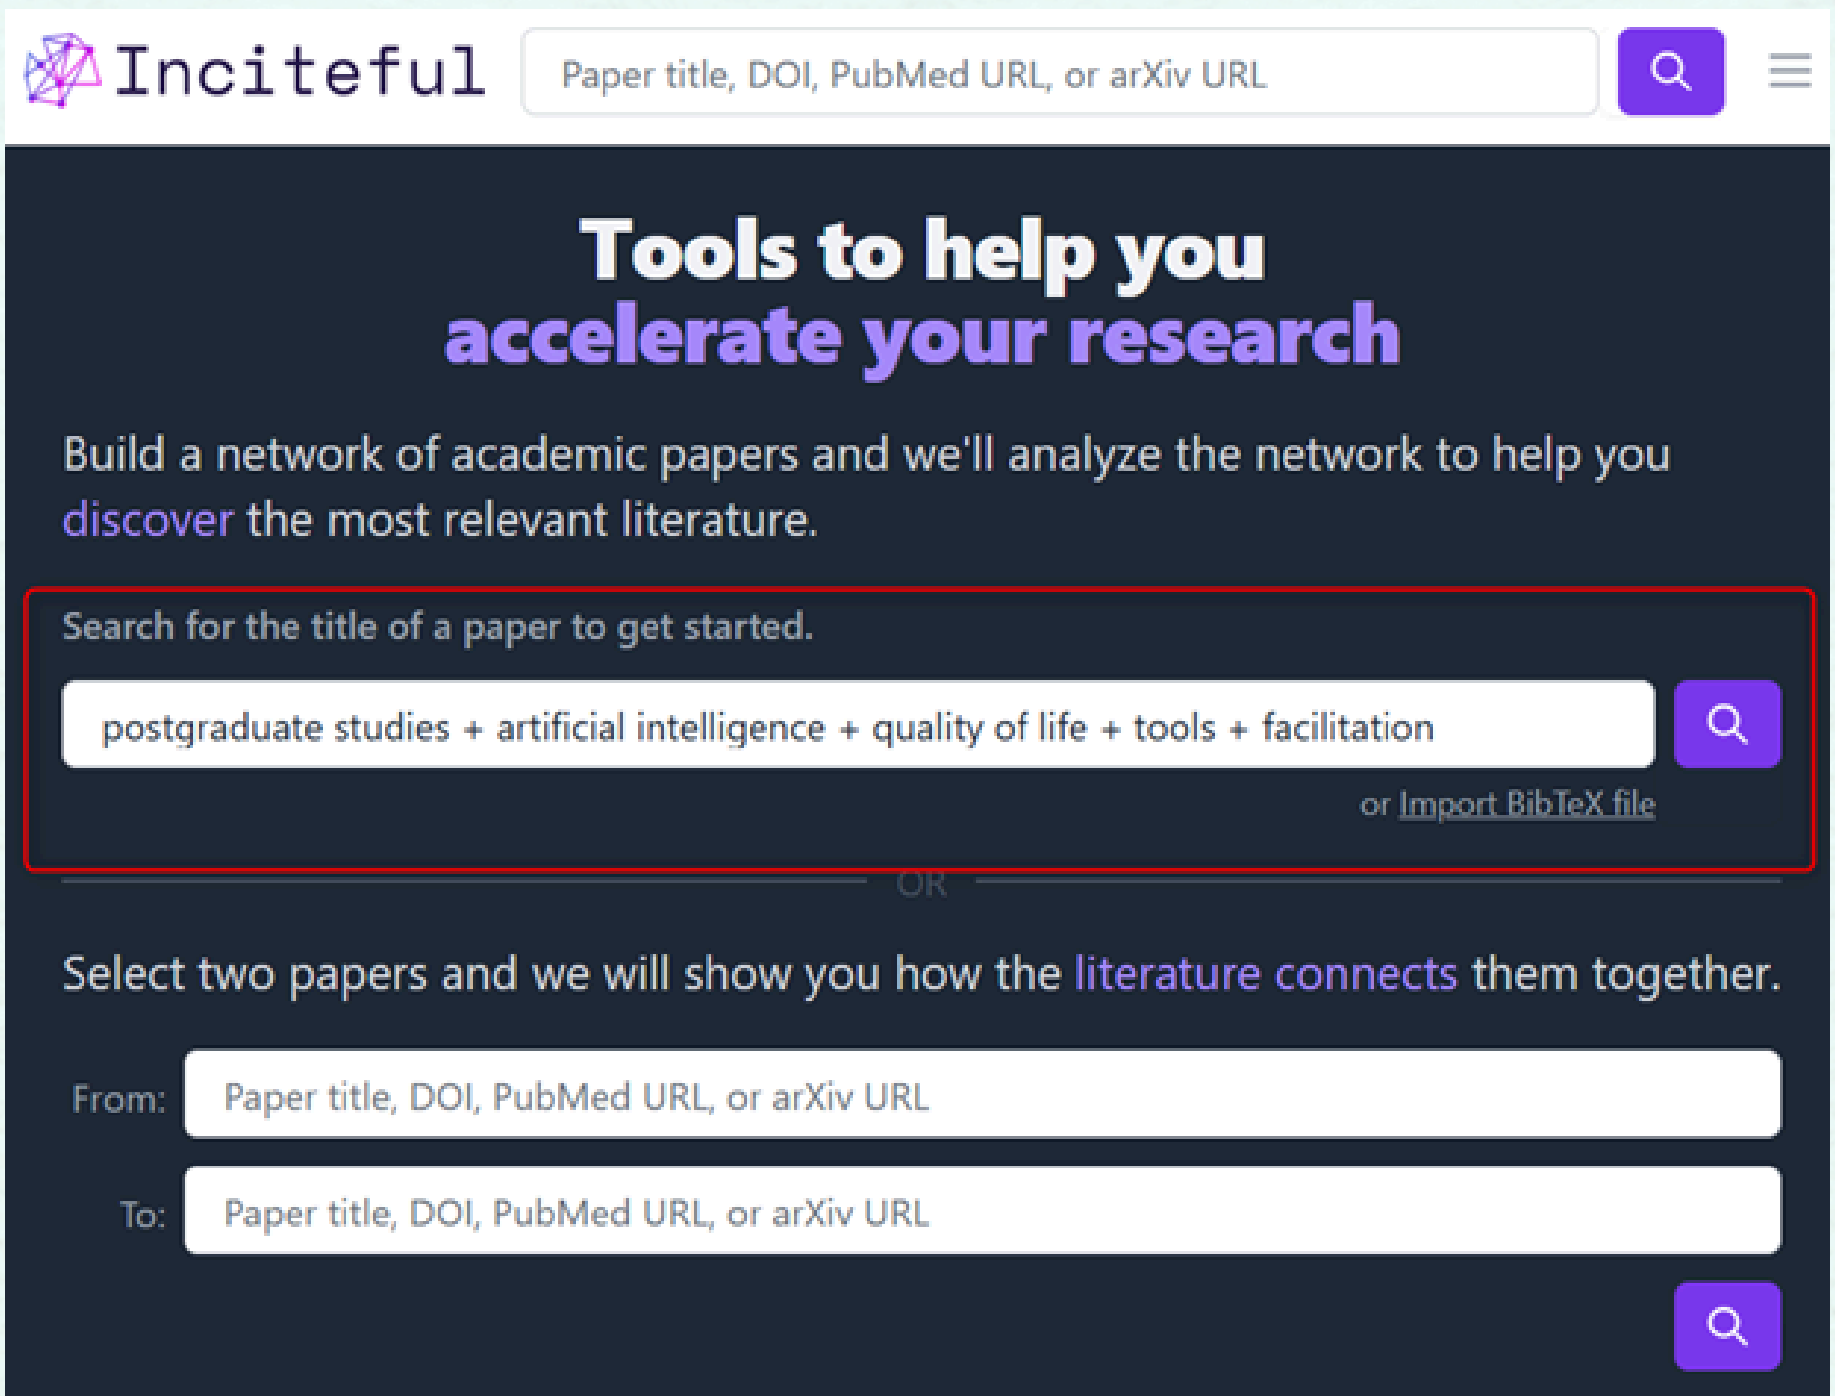 Inciteful
Paper title, DOI, PubMed URL, or arXiv URL
Tools to help you
accelerate your research
Build a network of academic papers and we'll analyze the network to help you
discover the most relevant literature.
Search for the title of a paper to get started.
postgraduate studies + artificial intelligence + quality of life + tools + facilitation
or Import BibTeX file
OR
Select two papers and we will show you how the literature connects them together.
From: Paper title, DOI, PubMed URL, or arXiv URL
To: Paper title, DOI, PubMed URL, or arXiv URL